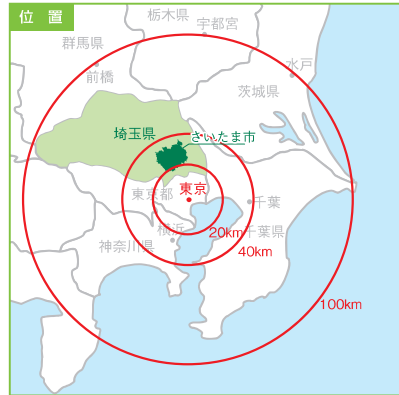 位置
栃木県
宇都宮
群馬県
前橋
水戸
茨城県
埼玉県
さいたま市
東京都
東京
千葉
横浜
20km
千葉県
神奈川県
40km
100km